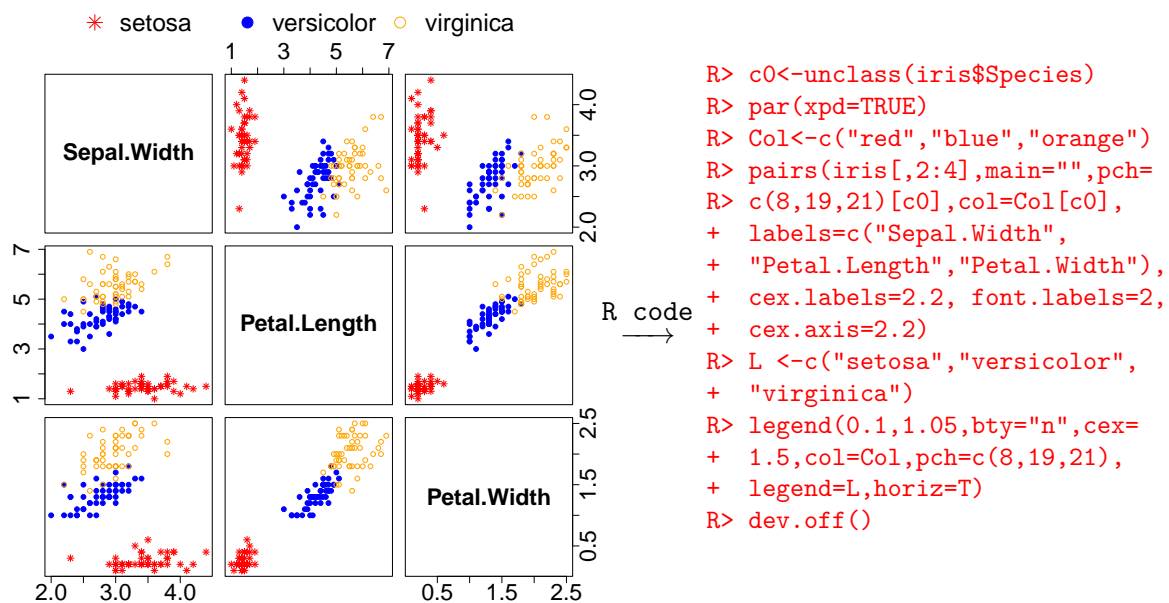 setosa versicolor virginica
1 3 5 7
Sepal.Width
2.0 3.0 4.0
1 3 5 7
Petal.Length
Petal.Width
0.5 1.5 2.5
2.0 3.0 4.0
0.5 1.5 2.5
R code
R> c0<-unclass(iris$Species)
R> par(xpd=TRUE)
R> Col<-c("red","blue","orange")
R> pairs(iris[,2:4],main="",pch=
R> c(8,19,21)[c0],col=Col[c0],
+ labels=c("Sepal.Width",
+ "Petal.Length","Petal.Width"),
+ cex.labels=2.2, font.labels=2,
+ cex.axis=2.2)
R> L <-c("setosa","versicolor",
+ "virginica")
R> legend(0.1,1.05,bty="n",cex=
+ 1.5,col=Col,pch=c(8,19,21),
+ legend=L,horiz=T)
R> dev.off()